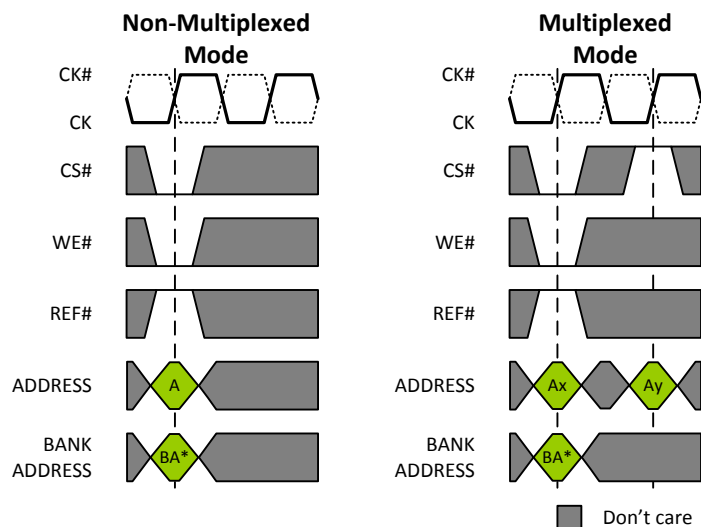 Non-Multiplexed
Mode
CK#
CK
CS#
WE#
REF#
ADDRESS
A
BANK
ADDRESS
BA*
Multiplexed
Mode
CK#
CK
CS#
WE#
REF#
ADDRESS
Ax
Ay
BANK
ADDRESS
BA*
Don't care